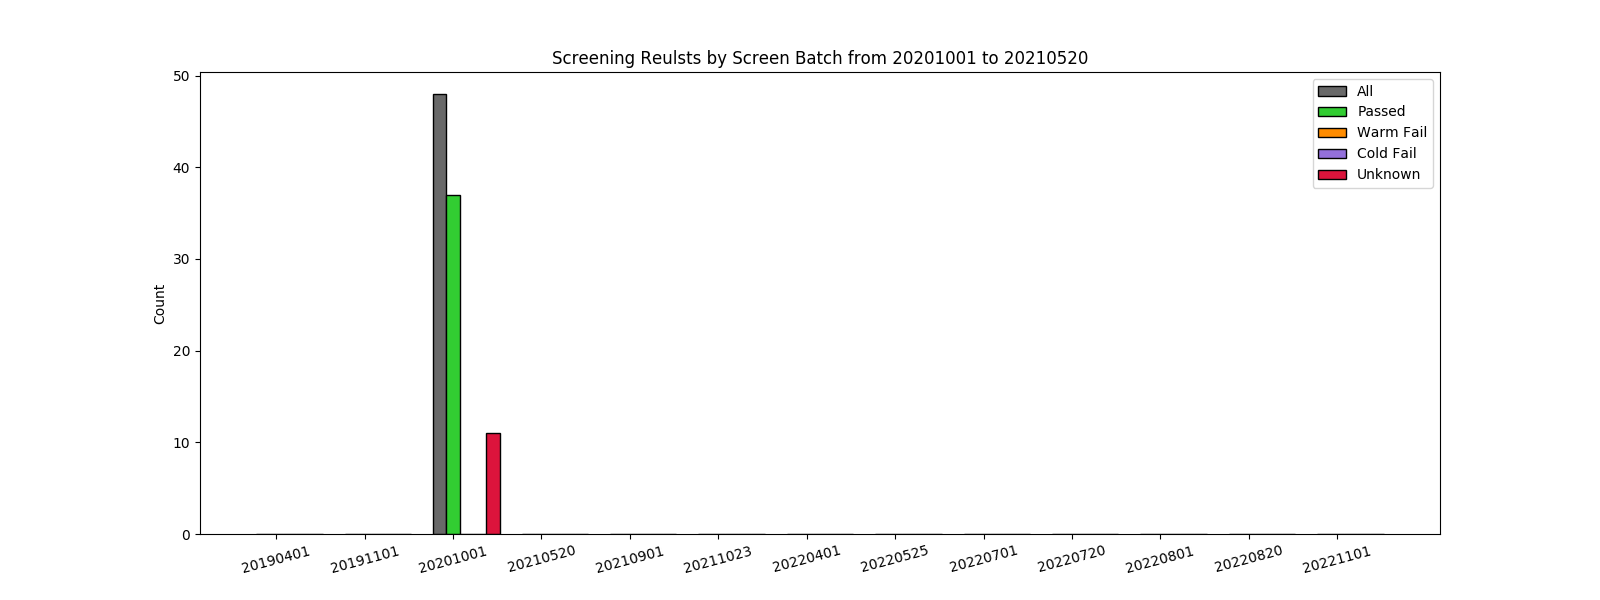 Screening Reulsts by Screen Batch from 20201001 to 20210520
50
40
30
20
10
0
Count
All
Passed
Warm Fail
Cold Fail
Unknown
20190401 20191101 20201001 20210520 20210901 20211023 20220401 20220525 20220701 20220720 20220801 20220820 20221101